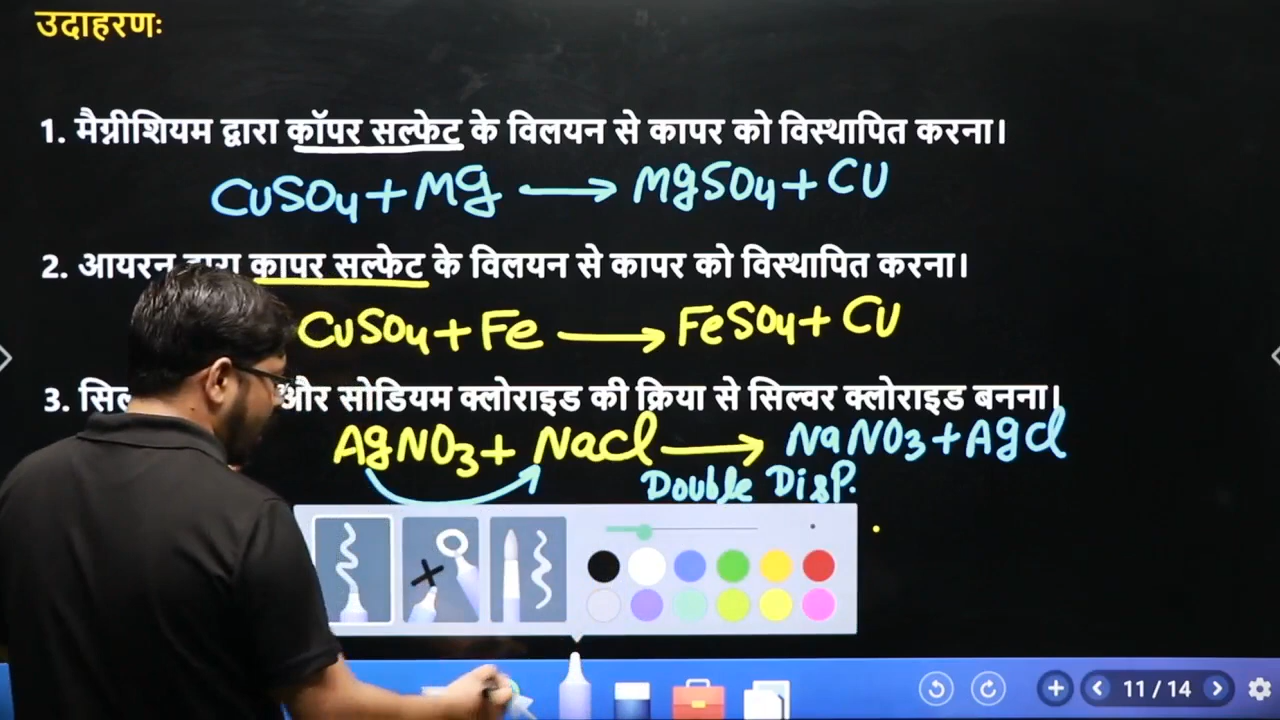 उदाहरणः
1. मैग्नीशियम द्वारा कॉपर सल्फेट के विलयन से कापर को विस्थापित करना।
CuSO₄ + Mg ⟶ MgSO₄ + Cu
2. आयरन द्वारा कापर सल्फेट के विलयन से कापर को विस्थापित करना।
CuSO₄ + Fe ⟶ FeSO₄ + Cu
3. और सोडियम क्लोराइड की क्रिया से सिल्वर क्लोराइड बनना।
AgNO₃ + NaCl ⟶ NaNO₃ + AgCl
Double Disp.
11 / 14